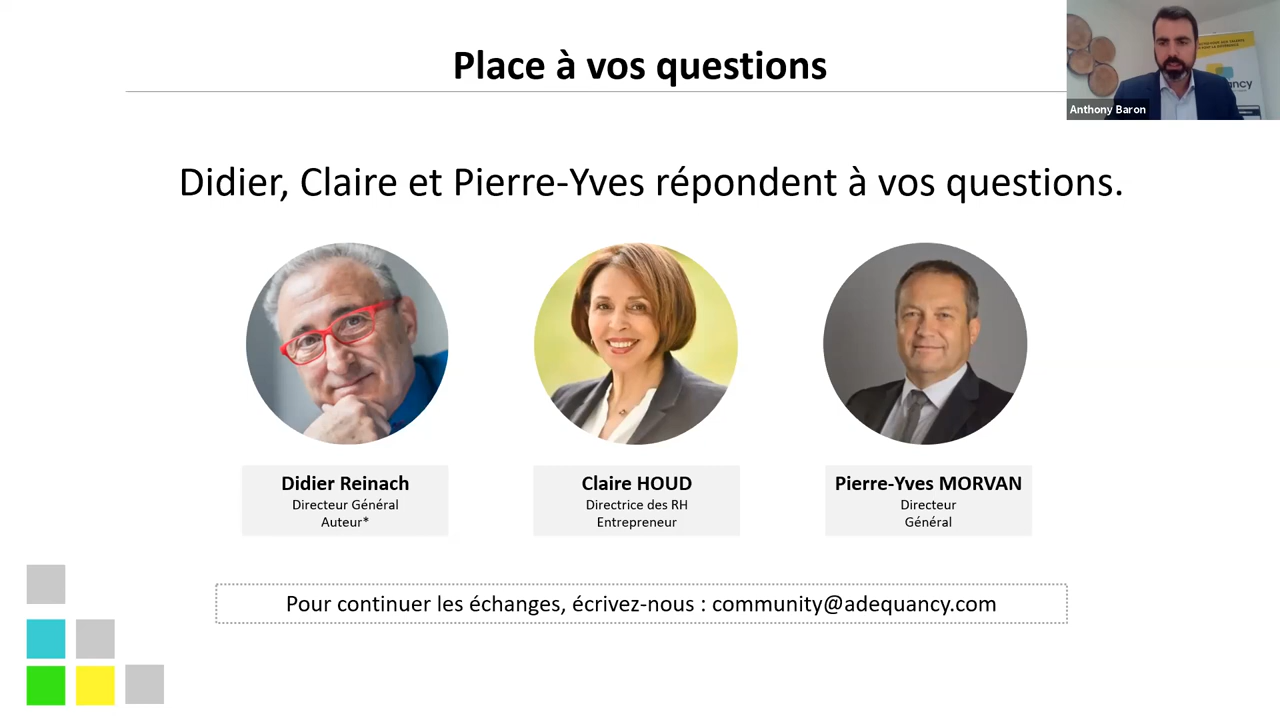 Place à vos questions
Anthony Baron
Didier, Claire et Pierre-Yves répondent à vos questions.
Didier Reinach
Directeur Général
Auteur*
Claire HOUD
Directrice des RH
Entrepreneur
Pierre-Yves MORVAN
Directeur
Général
Pour continuer les échanges, écrivez-nous : community@adequancy.com